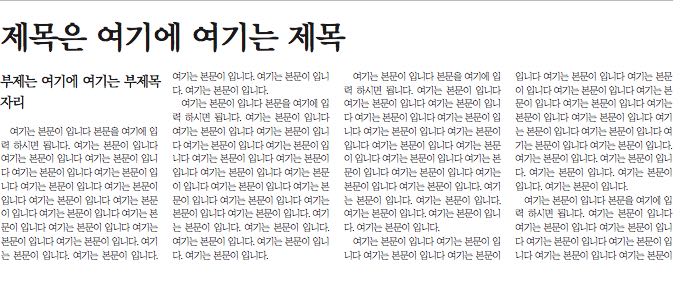 제목은 여기에 여기는 제목
부제는 여기에 여기는 부제목
자리
여기는 본문이 입니다 본문을 여기에 입
력 하시면 됩니다. 여기는 본문이 입니다
여기는 본문이 입니다 여기는 본문이 입니
다 여기는 본문이 입니다 여기는 본문이 입
니다 여기는 본문이 입니다 여기는 본문이
입니다 여기는 본문이 입니다 여기는 본문
이 입니다 여기는 본문이 입니다 여기는 본
문이 입니다 여기는 본문이 입니다 여기는
본문이 입니다 여기는 본문이 입니다. 여기
는 본문이 입니다. 여기는 본문이 입니다.
여기는 본문이 입니다. 여기는 본문이 입니
다. 여기는 본문이 입니다.
여기는 본문이 입니다 본문을 여기에 입
력 하시면 됩니다. 여기는 본문이 입니다
여기는 본문이 입니다 여기는 본문이 입니
다 여기는 본문이 입니다 여기는 본문이 입
니다 여기는 본문이 입니다 여기는 본문이
입니다 여기는 본문이 입니다 여기는 본문
이 입니다 여기는 본문이 입니다 여기는 본
문이 입니다 여기는 본문이 입니다 여기는
본문이 입니다 여기는 본문이 입니다. 여기
는 본문이 입니다. 여기는 본문이 입니다.
여기는 본문이 입니다. 여기는 본문이 입니
다. 여기는 본문이 입니다.
여기는 본문이 입니다 본문을 여기에 입
력 하시면 됩니다. 여기는 본문이 입니다
여기는 본문이 입니다 여기는 본문이 입니
다 여기는 본문이 입니다 여기는 본문이 입
니다 여기는 본문이 입니다 여기는 본문이
입니다 여기는 본문이 입니다 여기는 본문
이 입니다 여기는 본문이 입니다 여기는 본
문이 입니다 여기는 본문이 입니다 여기는
본문이 입니다 여기는 본문이 입니다. 여기
는 본문이 입니다. 여기는 본문이 입니다.
여기는 본문이 입니다. 여기는 본문이 입니
다. 여기는 본문이 입니다.
여기는 본문이 입니다 여기는 본문이 입
니다 여기는 본문이 입니다 여기는 본문이
입니다 여기는 본문이 입니다 여기는 본문
이 입니다 여기는 본문이 입니다 여기는 본
문이 입니다 여기는 본문이 입니다 여기는
본문이 입니다 여기는 본문이 입니다 여기
는 본문이 입니다 여기는 본문이 입니다 여
기는 본문이 입니다 여기는 본문이 입니다.
여기는 본문이 입니다. 여기는 본문이 입니
다. 여기는 본문이 입니다. 여기는 본문이
입니다. 여기는 본문이 입니다.
여기는 본문이 입니다 본문을 여기에 입
력 하시면 됩니다. 여기는 본문이 입니다
여기는 본문이 입니다 여기는 본문이 입니
다 여기는 본문이 입니다 여기는 본문이 입
니다 여기는 본문이 입니다 여기는 본문이